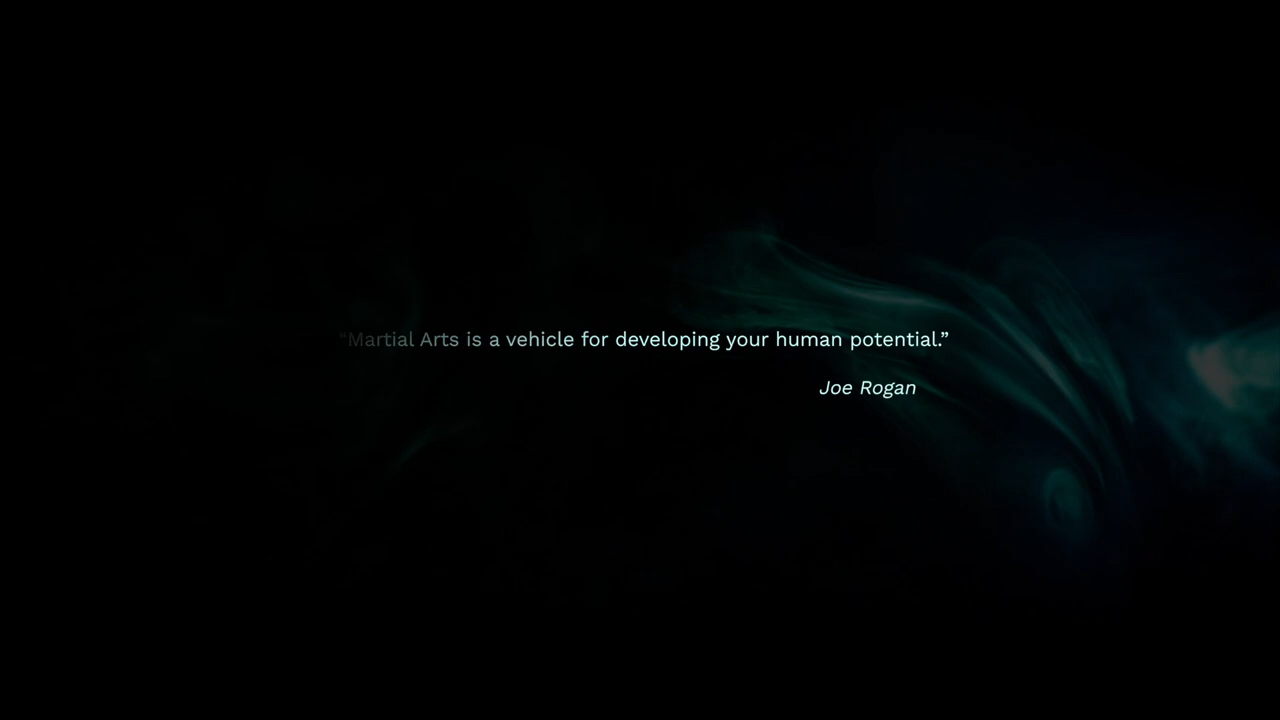 “Martial Arts is a vehicle for developing your human potential.”
Joe Rogan